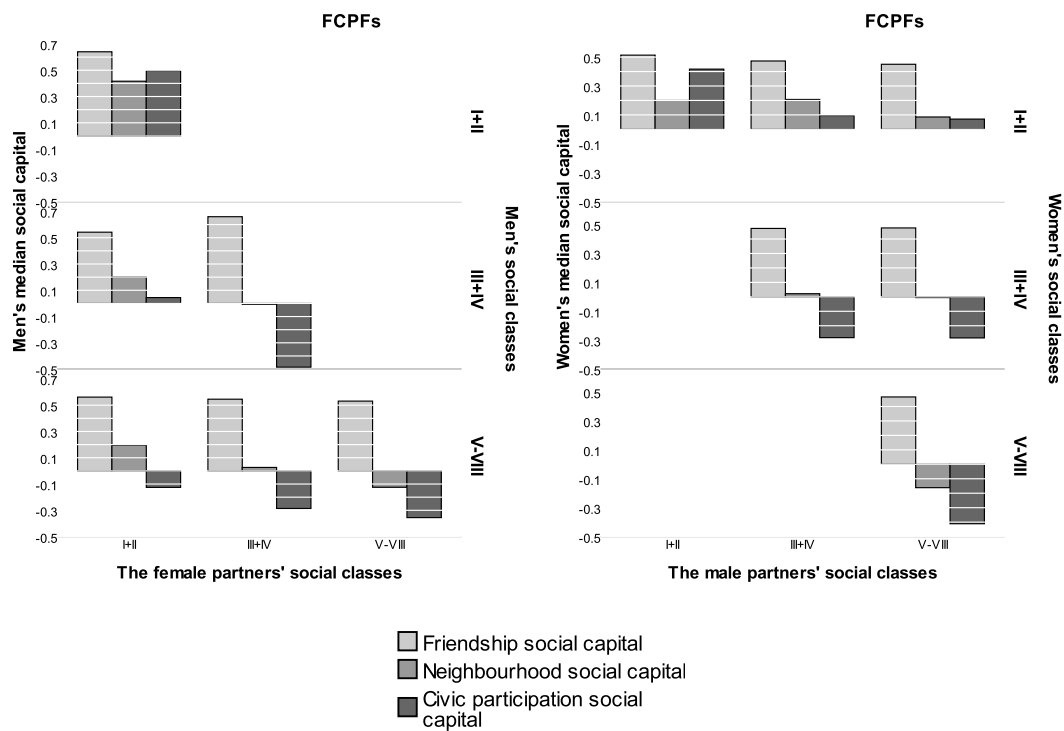 FCPFs
FCPFs
Men's median social capital
0.7
0.5
0.3
0.1
-0.1
-0.3
-0.5
0.7
0.5
0.3
0.1
-0.1
-0.3
-0.5
0.7
0.5
0.3
0.1
-0.1
-0.3
-0.5
I+II
III+IV
V-VIII
Men's social classes
I+II
III+IV
V-VIII
The female partners' social classes
Women's median social capital
0.5
0.3
0.1
-0.1
-0.3
-0.5
0.5
0.3
0.1
-0.1
-0.3
-0.5
0.5
0.3
0.1
-0.1
-0.3
-0.5
I+II
III+IV
V-VIII
Women's social classes
I+II
III+IV
V-VIII
The male partners' social classes
Friendship social capital
Neighbourhood social capital
Civic participation social
capital